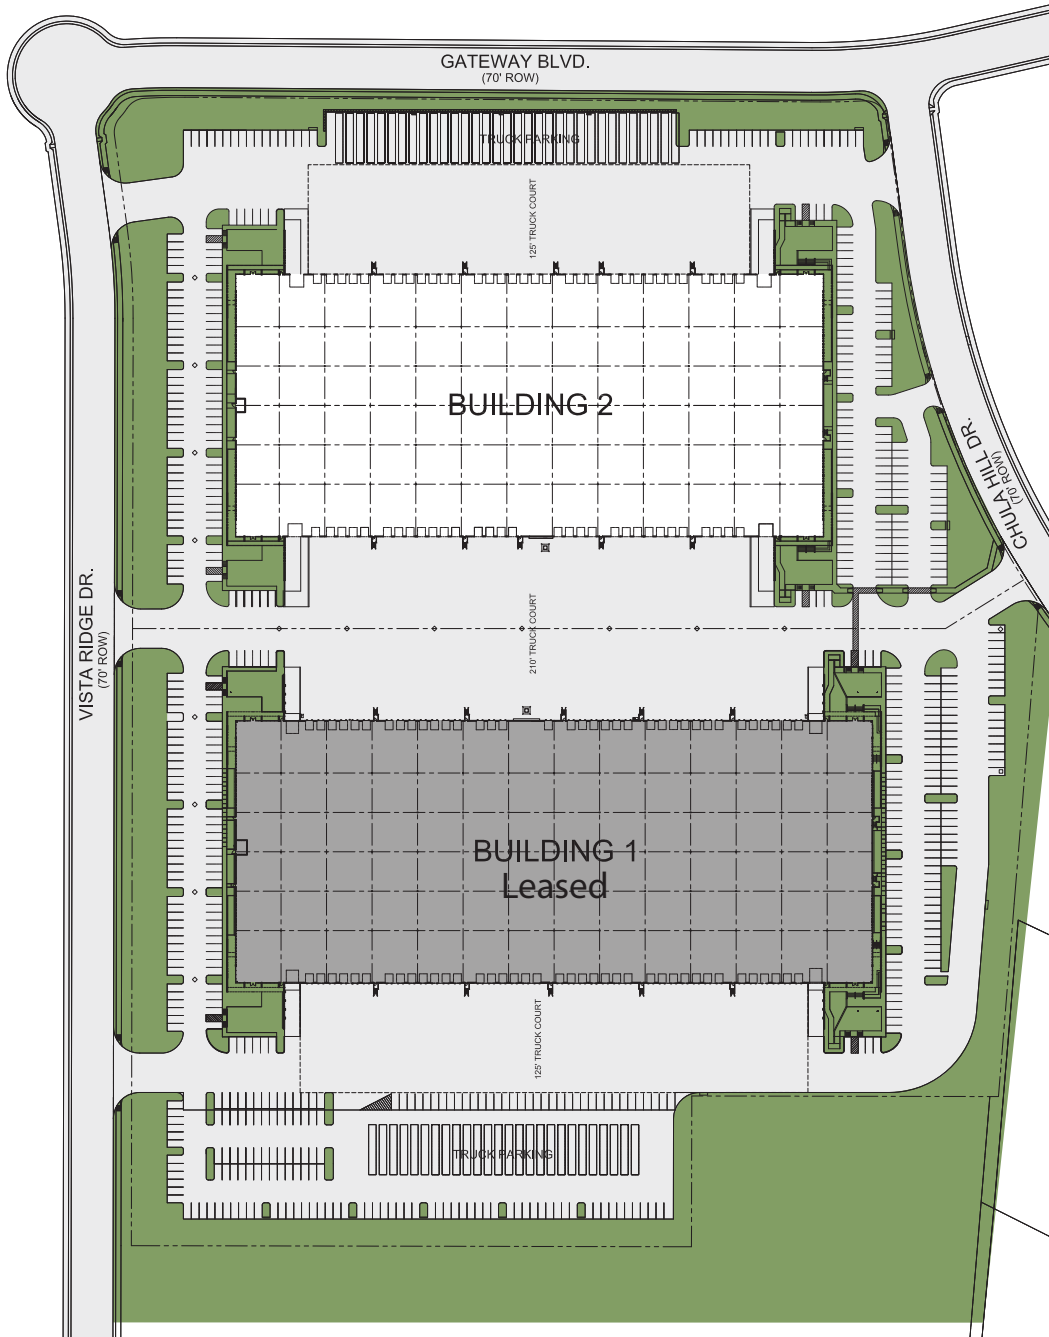 GATEWAY BLVD.
(70' ROW)
TRUCK PARKING
125' TRUCK COURT
BUILDING 2
CHULA HILL DR.
(70' ROW)
VISTA RIDGE DR.
(70' ROW)
210' TRUCK COURT
BUILDING 1
Leased
125' TRUCK COURT
TRUCK PARKING